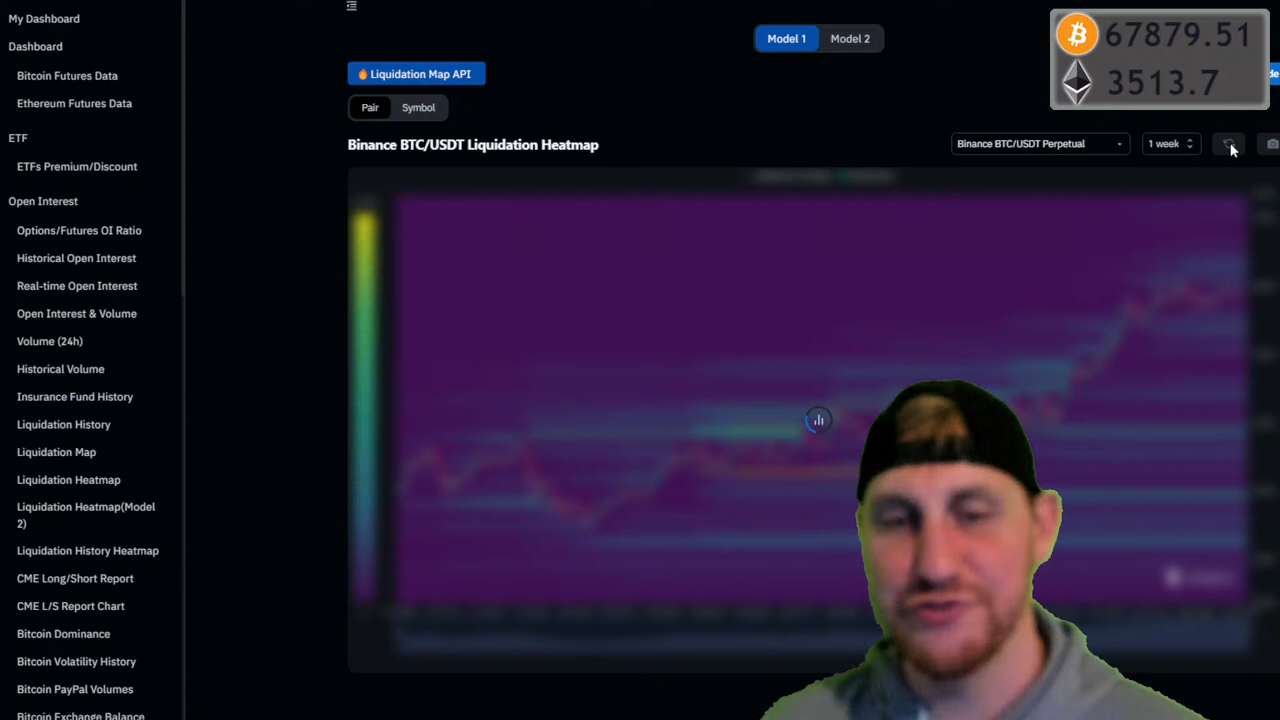 My Dashboard
Dashboard
Bitcoin Futures Data
Ethereum Futures Data
ETF
ETFs Premium/Discount
Open Interest
Options/Futures OI Ratio
Historical Open Interest
Real-time Open Interest
Open Interest & Volume
Volume (24h)
Historical Volume
Insurance Fund History
Liquidation History
Liquidation Map
Liquidation Heatmap
Liquidation Heatmap(Model
2)
Liquidation History Heatmap
CME Long/Short Report
CME L/S Report Chart
Bitcoin Dominance
Bitcoin Volatility History
Bitcoin PayPal Volumes
Bitcoin Exchange Balance
Model 1 Model 2
67879.51
3513.7
Liquidation Map API
Pair Symbol
Binance BTC/USDT Liquidation Heatmap
Binance BTC/USDT Perpetual
1 week